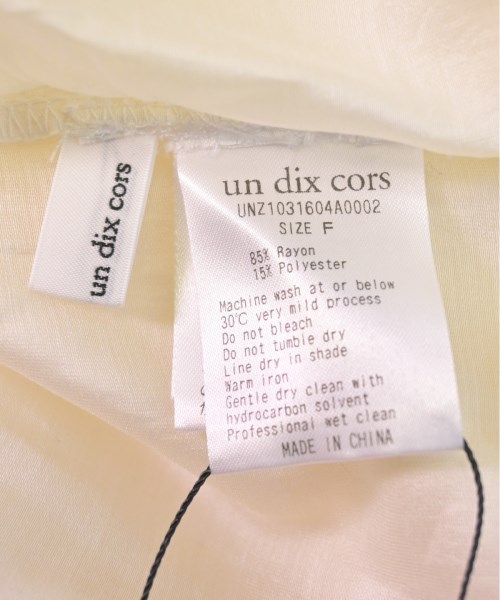 un dix cors
un dix cors
UNZ1031604A0002
SIZE F
85% Rayon
15% Polyester
Machine wash at or below
30℃ very mild process
Do not bleach
Do not tumble dry
Line dry in shade
Warm iron
Gentle dry clean with
hydrocarbon solvent
Professional wet clean
MADE IN CHINA